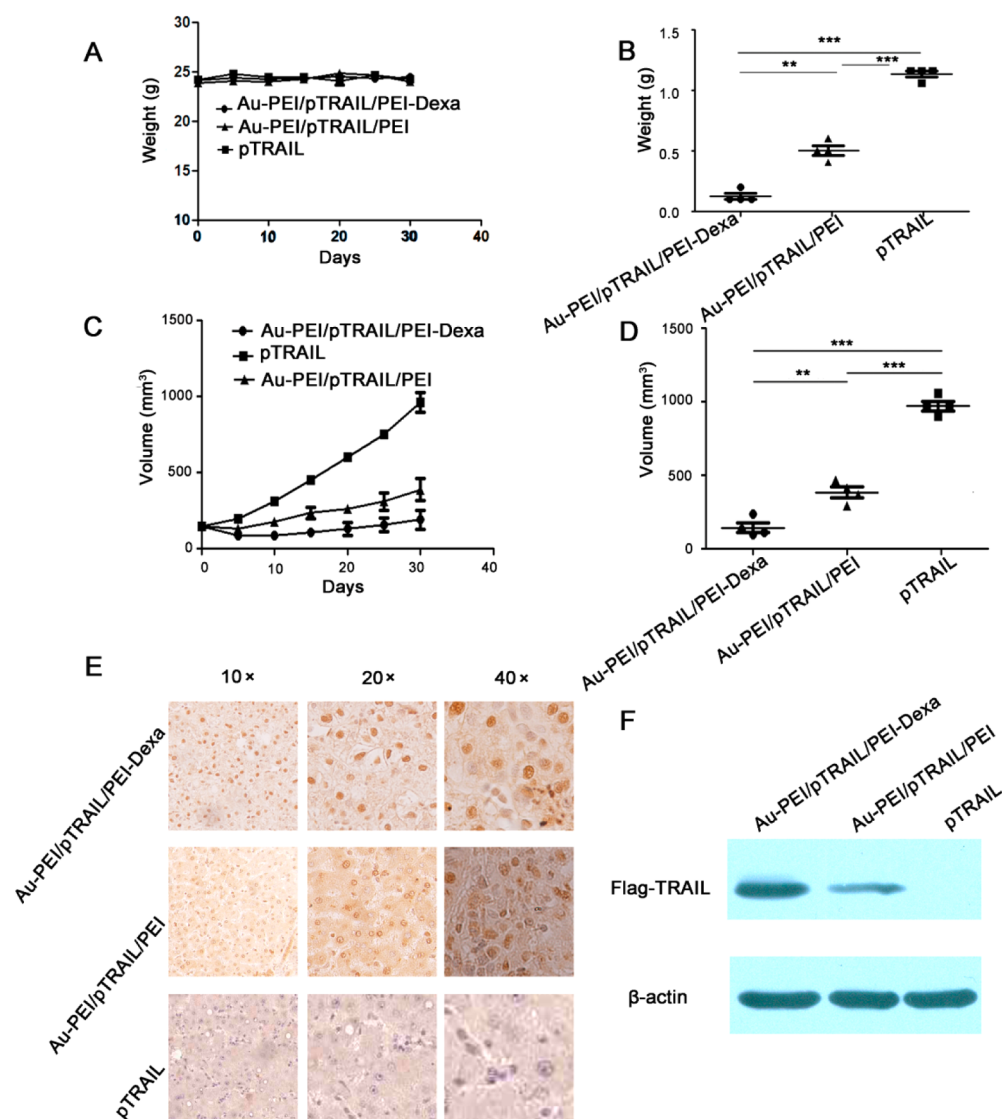 A
30
25
20
15
10
Weight (g)
0
10
20
30
40
Days
Au-PEI/pTRAIL/PEI-Dexa
Au-PEI/pTRAIL/PEI
pTRAIL
B
1.5
1.0
0.5
0.0
Weight (g)
***
**
***
Au-PEI/pTRAIL/PEI-Dexa
Au-PEI/pTRAIL/PEI
pTRAIL
C
1500
1000
500
0
Volume (mm³)
0
10
20
30
40
Days
Au-PEI/pTRAIL/PEI-Dexa
pTRAIL
Au-PEI/pTRAIL/PEI
D
1500
1000
500
0
Volume (mm³)
***
**
***
Au-PEI/pTRAIL/PEI-Dexa
Au-PEI/pTRAIL/PEI
pTRAIL
E
10 ×
20 ×
40 ×
Au-PEI/pTRAIL/PEI-Dexa
Au-PEI/pTRAIL/PEI
pTRAIL
F
Au-PEI/pTRAIL/PEI-Dexa
Au-PEI/pTRAIL/PEI
pTRAIL
Flag-TRAIL
β-actin